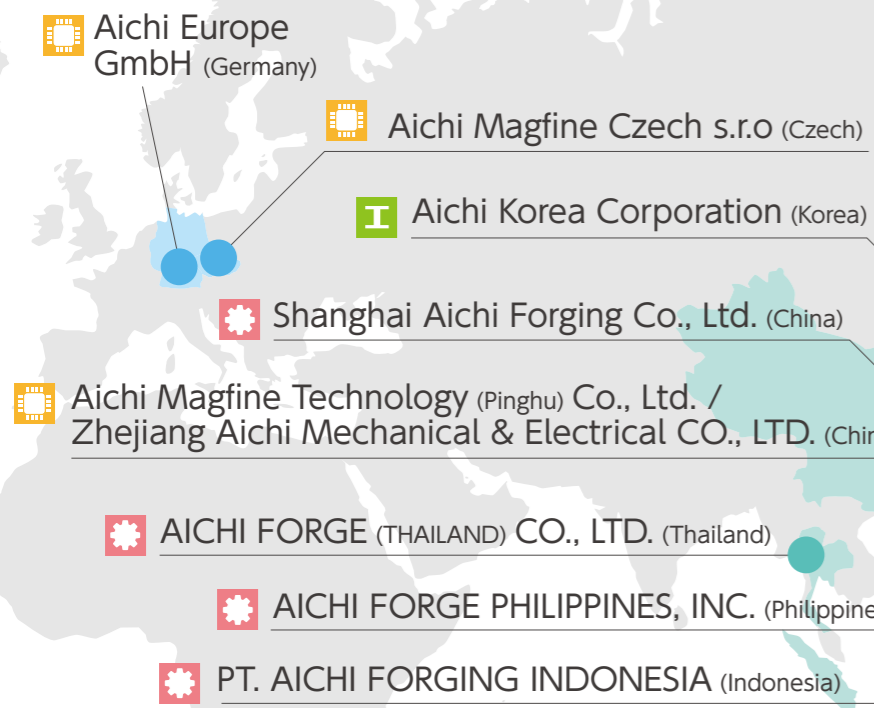 Aichi Europe
GmbH (Germany)
Aichi Magfine Czech s.r.o (Czech)
Aichi Korea Corporation (Korea)
Shanghai Aichi Forging Co., Ltd. (China)
Aichi Magfine Technology (Pinghu) Co., Ltd. /
Zhejiang Aichi Mechanical & Electrical CO., LTD. (Chin
AICHI FORGE (THAILAND) CO., LTD. (Thailand)
AICHI FORGE PHILIPPINES, INC. (Philippine
PT. AICHI FORGING INDONESIA (Indonesia)